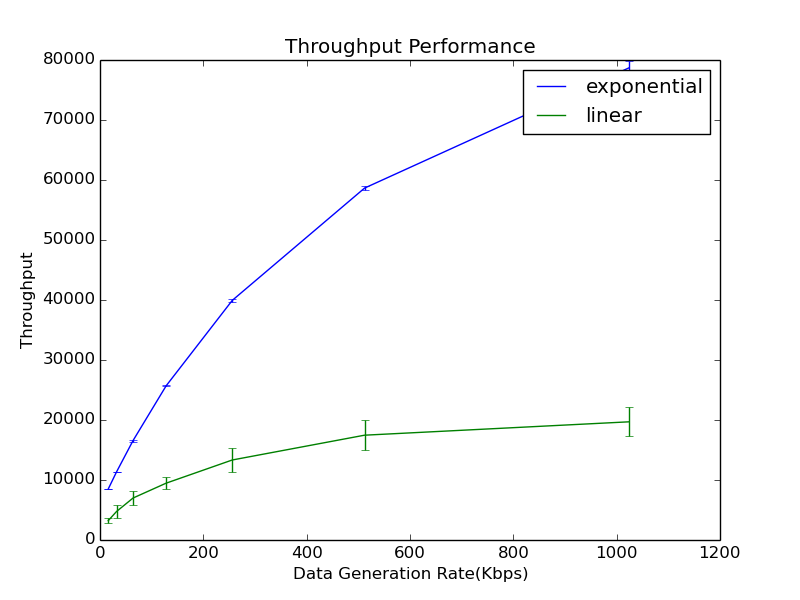 Throughput Performance
exponential
linear
80000
70000
60000
50000
40000
30000
20000
10000
0
Throughput
0 200 400 600 800 1000 1200
Data Generation Rate(Kbps)